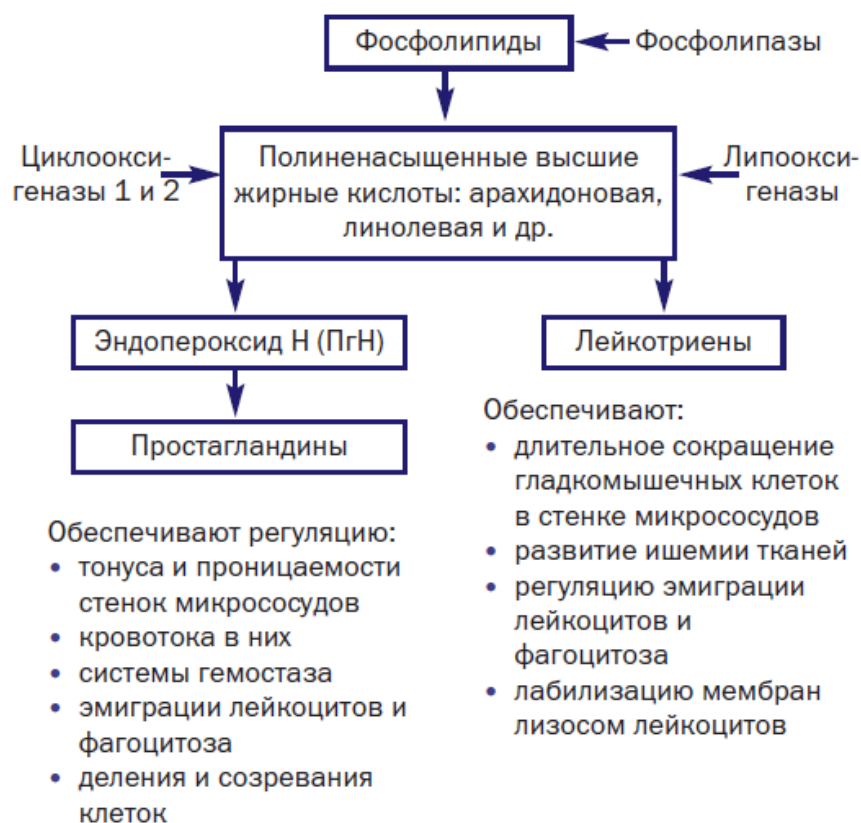 Фосфолипиды
Фосфолипазы
Циклоокси-
геназы 1 и 2
Полиненасыщенные высшие
жирные кислоты: арахидоновая,
линолевая и др.
Липоокси-
геназы
Эндопероксид Н (ПгН)
Лейкотриены
Простагландины
Обеспечивают регуляцию:
• тонуса и проницаемости
стенок микрососудов
• кровотока в них
• системы гемостаза
• эмиграции лейкоцитов и
фагоцитоза
• деления и созревания
клеток
Обеспечивают:
• длительное сокращение
гладкомышечных клеток
в стенке микрососудов
• развитие ишемии тканей
• регуляцию эмиграции
лейкоцитов и
фагоцитоза
• лабилизацию мембран
лизосом лейкоцитов